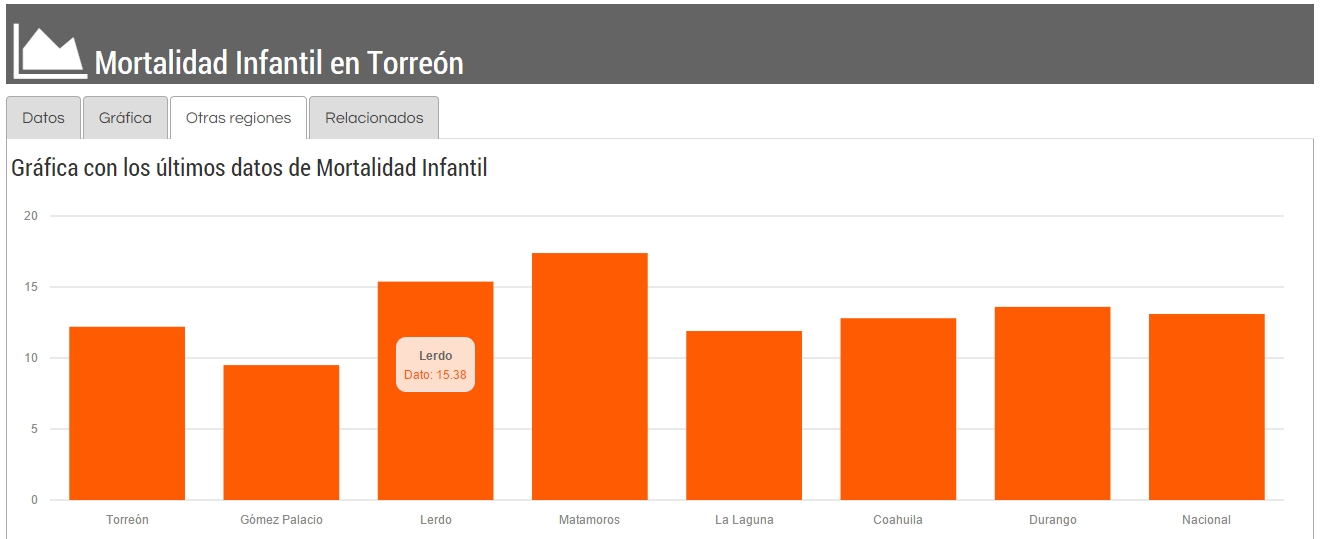 Mortalidad Infantil en Torreón
Datos
Gráfica
Otras regiones
Relacionados
Gráfica con los últimos datos de Mortalidad Infantil
20
15
10
5
0
Lerdo
Dato: 15.38
Torreón
Gómez Palacio
Lerdo
Matamoros
La Laguna
Coahuila
Durango
Nacional